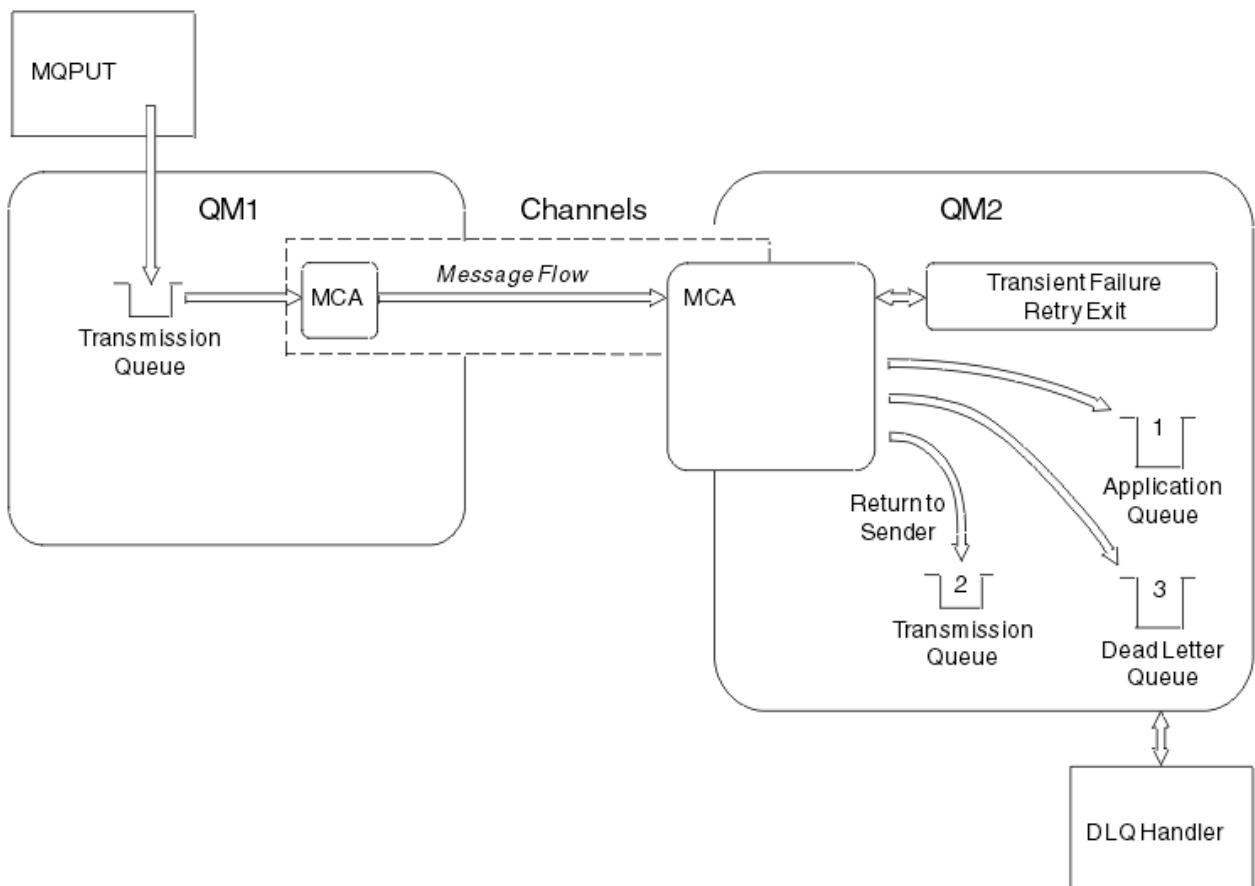 MQPUT
QM1
Channels
QM2
MCA
Message Flow
MCA
Transient Failure
Retry Exit
Transmission
Queue
1
Application
Queue
Return to
Sender
2
Transmission
Queue
3
Dead Letter
Queue
DLQ Handler